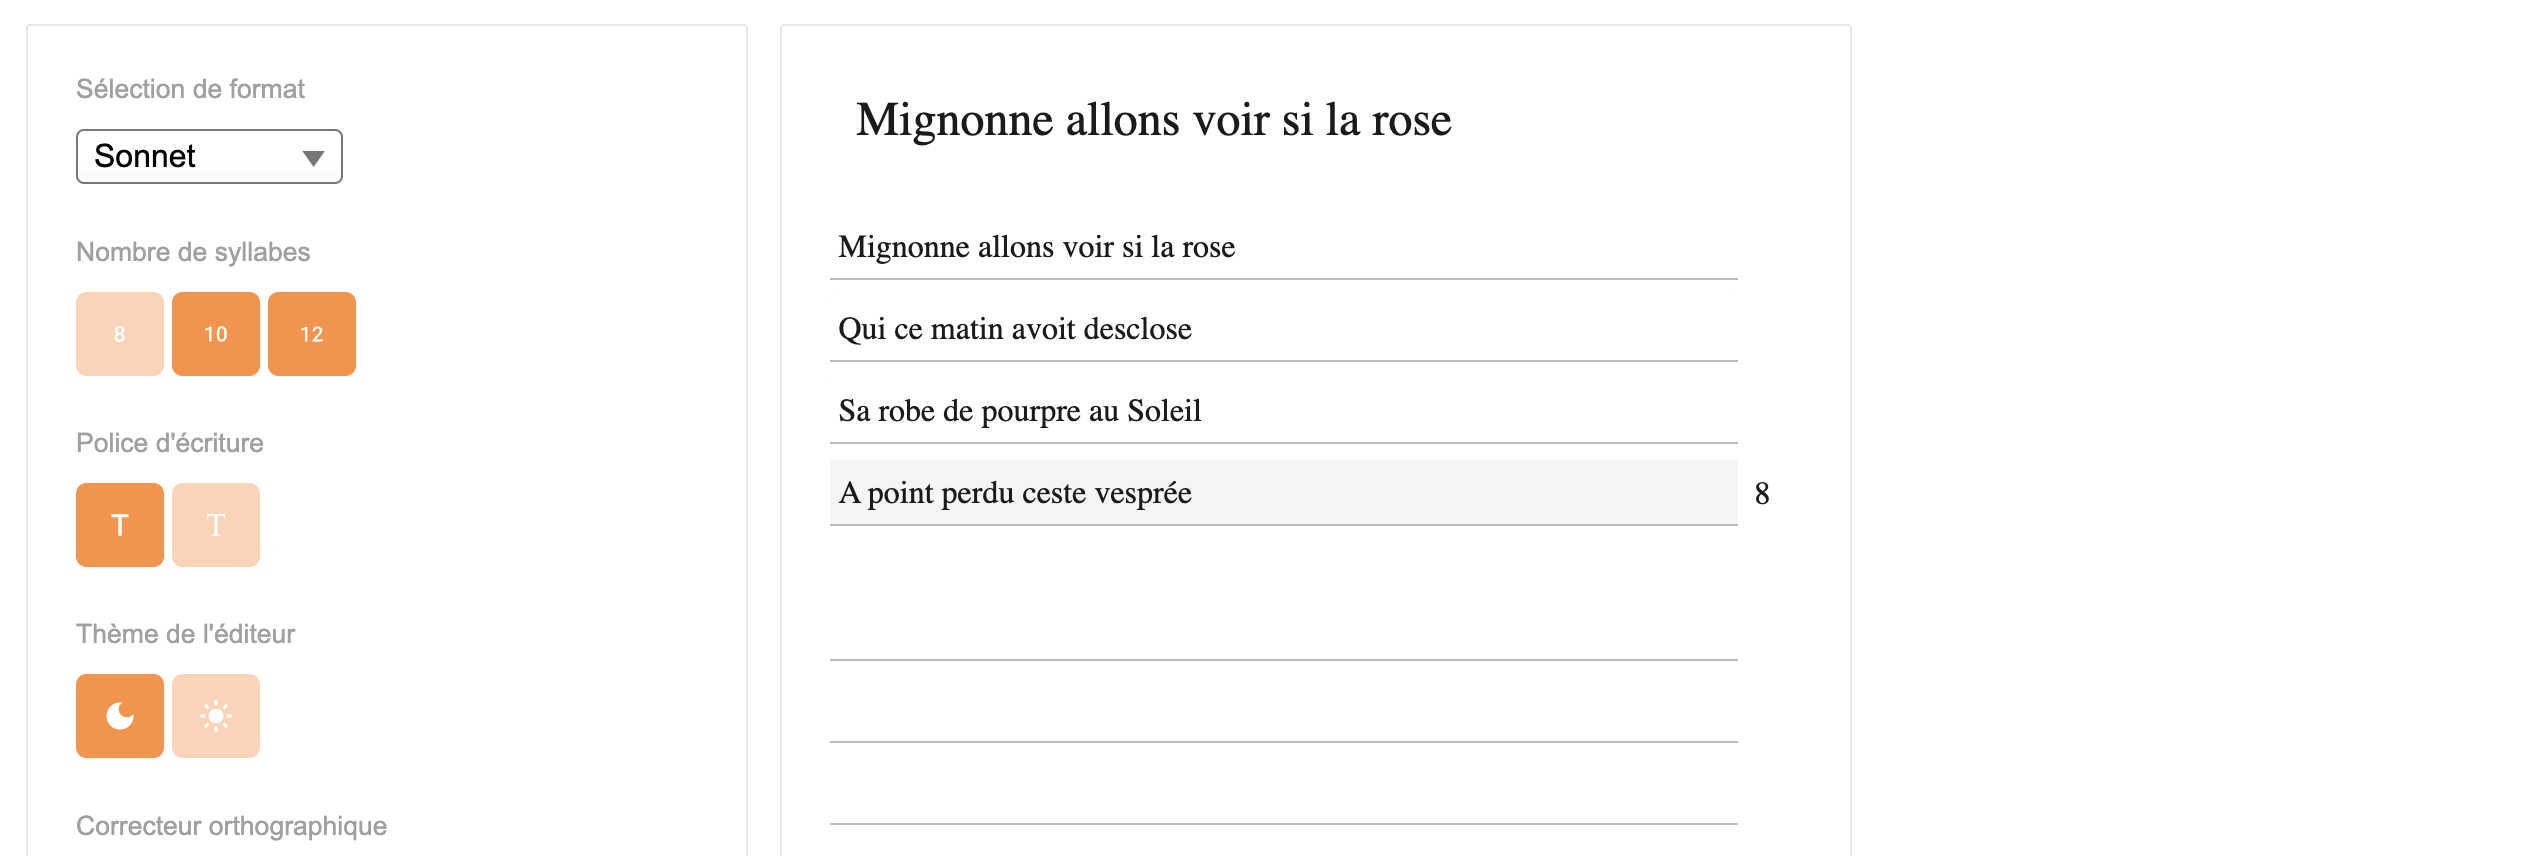 Sélection de format
Sonnet
Nombre de syllabes
8 10 12
Police d'écriture
T T
Thème de l'éditeur
Correcteur orthographique
Mignonne allons voir si la rose
Mignonne allons voir si la rose
Qui ce matin avoit desclose
Sa robe de pourpre au Soleil
A point perdu ceste vesprée 8